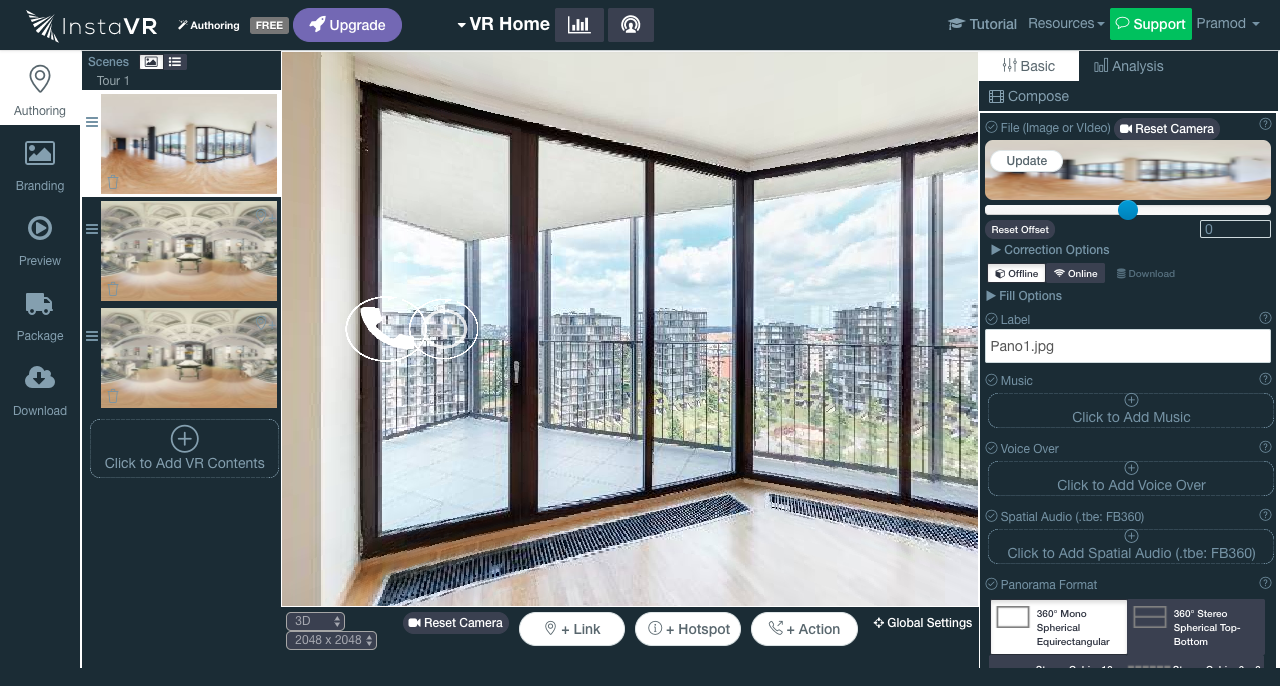 InstaVR
Authoring
FREE
Upgrade
VR Home
Tutorial
Resources
Support
Pramod
Authoring
Branding
Preview
Package
Download
Scenes
Tour 1
Click to Add VR Contents
3D
2048 x 2048
Reset Camera
+ Link
+ Hotspot
+ Action
Global Settings
Basic
Analysis
Compose
File (Image or VIdeo)
Reset Camera
Update
Reset Offset
0
Correction Options
Offline
Online
Download
Fill Options
Label
Pano1.jpg
Music
Click to Add Music
Voice Over
Click to Add Voice Over
Spatial Audio (.tbe: FB360)
Click to Add Spatial Audio (.tbe: FB360)
Panorama Format
360° Mono
Spherical
Equirectangular
360° Stereo
Spherical Top-
Bottom